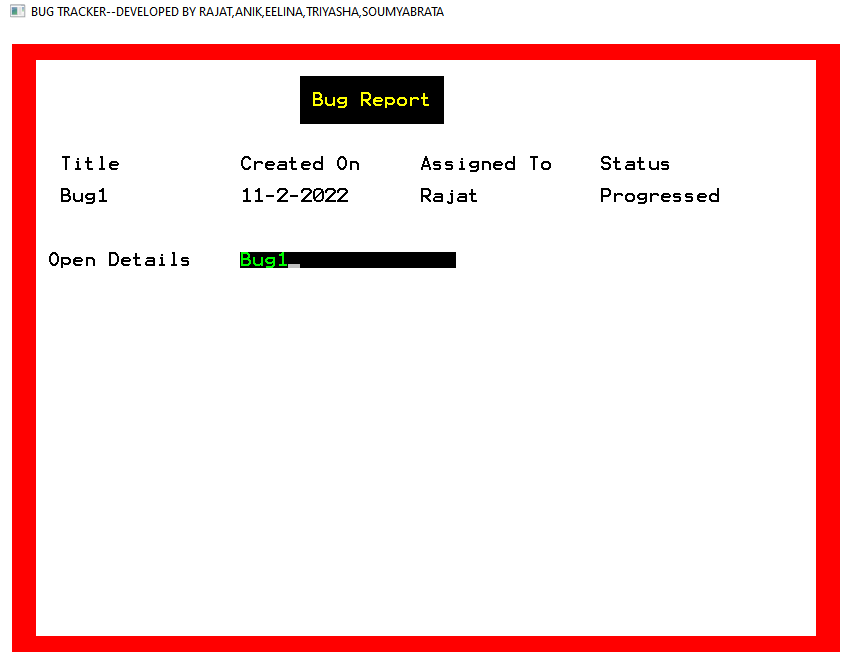 BUG TRACKER--DEVELOPED BY RAJAT,ANIK,EELINA,TRIYASHA,SOUMYABRATA
Bug Report
Title Created On Assigned To Status
Bug1 11-2-2022 Rajat Progressed
Open Details Bug1_